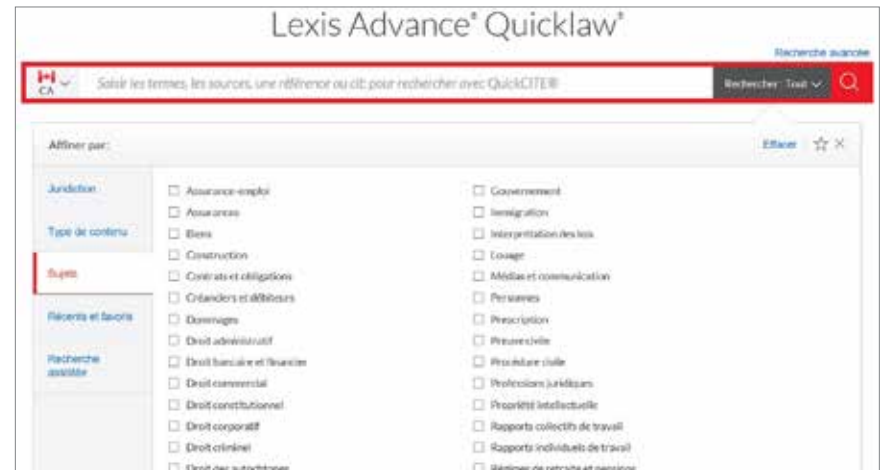 Lexis Advance® Quicklaw®
Recherche avancée
CA
Saisir les termes, les sources, une référence ou cit: pour rechercher avec QuickCITE®
Rechercher : Tout
Affiner par:
Effacer
Juridiction
Type de contenu
Sujets
Récents et favoris
Recherche
assistée
Assurance-emploi
Assurances
Biens
Construction
Contrats et obligations
Créanciers et débiteurs
Dommages
Droit administratif
Droit bancaire et financier
Droit commercial
Droit constitutionnel
Droit corporatif
Droit criminel
Droit des autochtones
Gouvernement
Immigration
Interprétation des lois
Louage
Médias et communication
Personnes
Prescription
Preuve civile
Procédure civile
Professions juridiques
Propriété intellectuelle
Rapports collectifs de travail
Rapports individuels de travail
Régimes de retraite et pensions